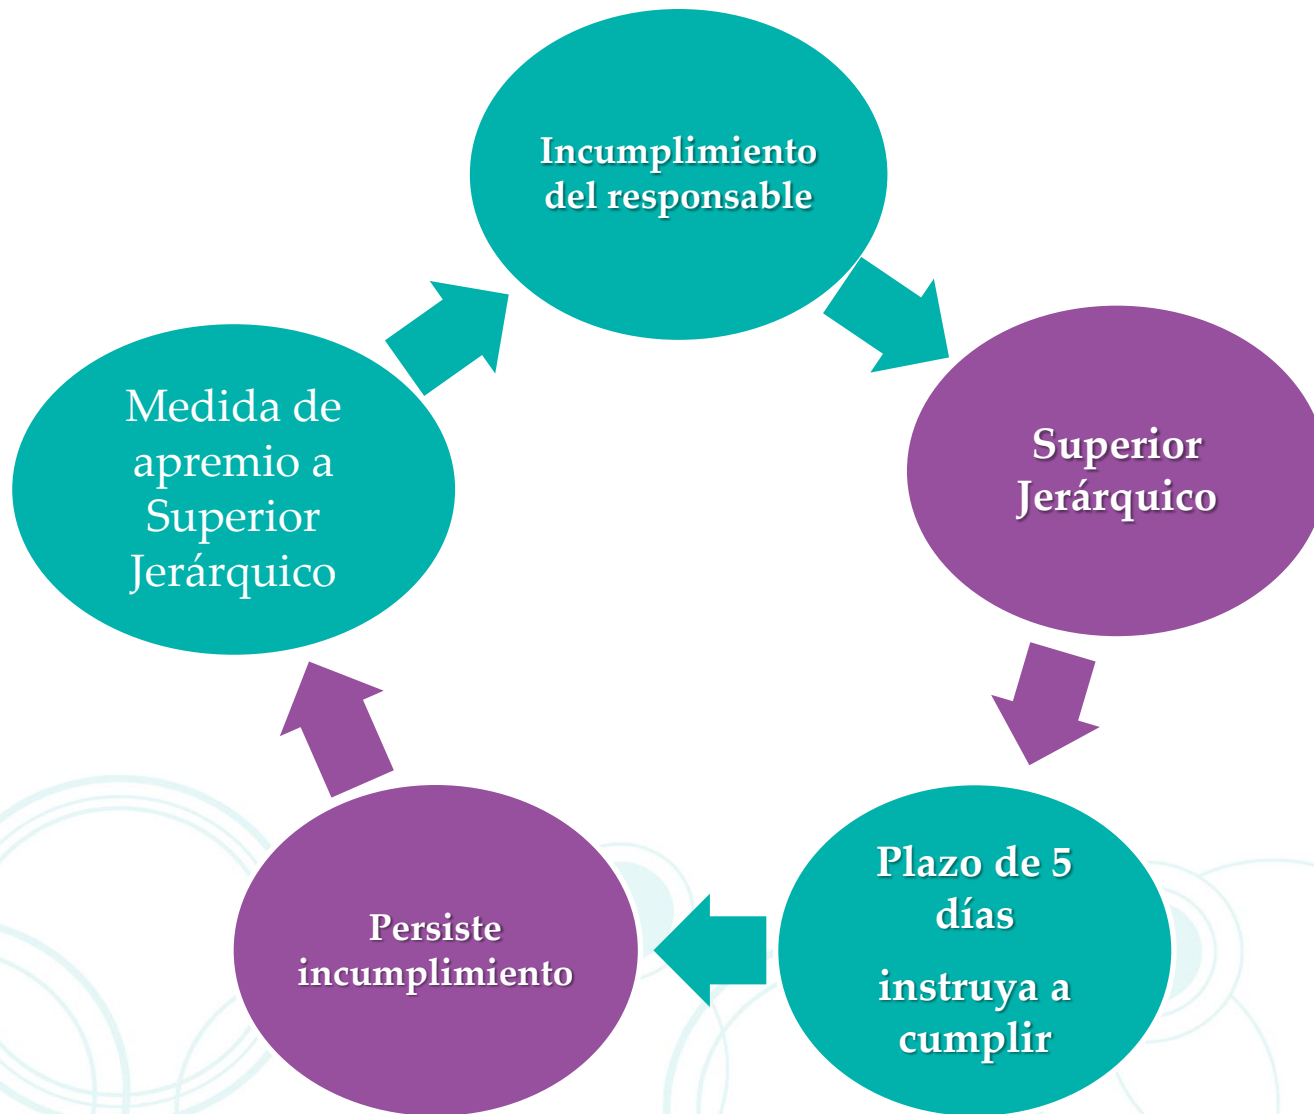 Incumplimiento
del responsable
Superior
Jerárquico
Plazo de 5
días
instruya a
cumplir
Persiste
incumplimiento
Medida de
apremio a
Superior
Jerárquico